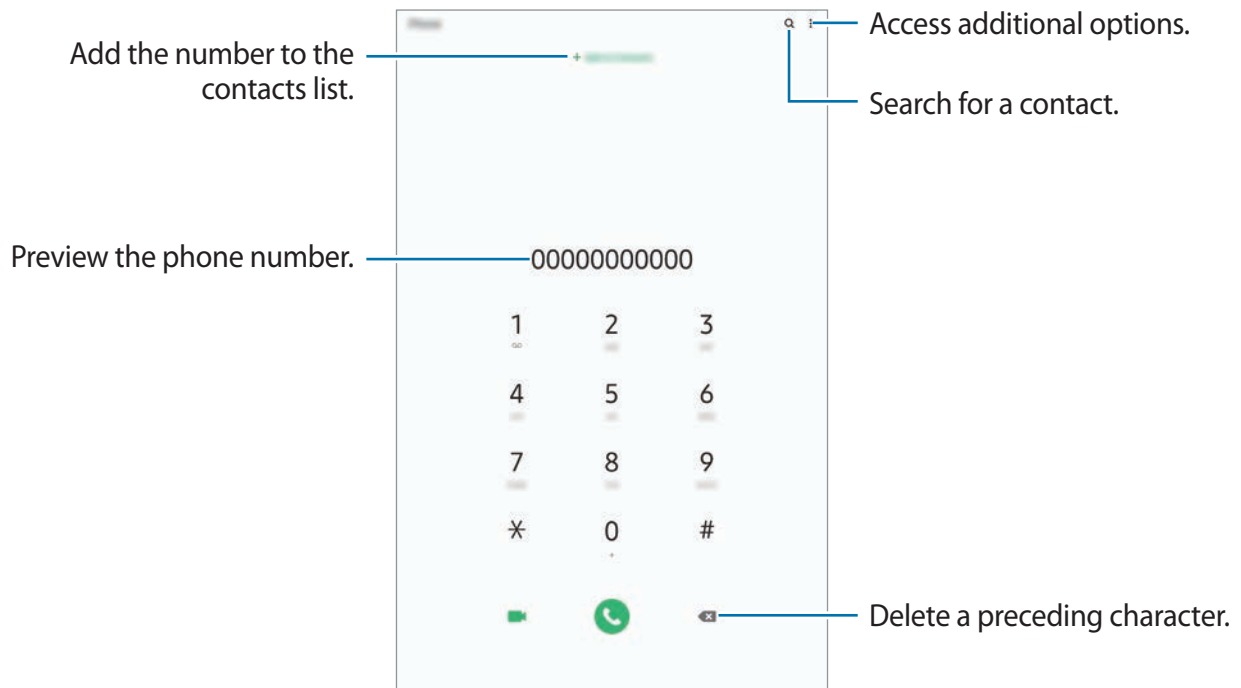 Add the number to the
contacts list.
Preview the phone number.
00000000000
1 2 3
4 5 6
7 8 9
* 0 #
+
Access additional options.
Search for a contact.
Delete a preceding character.